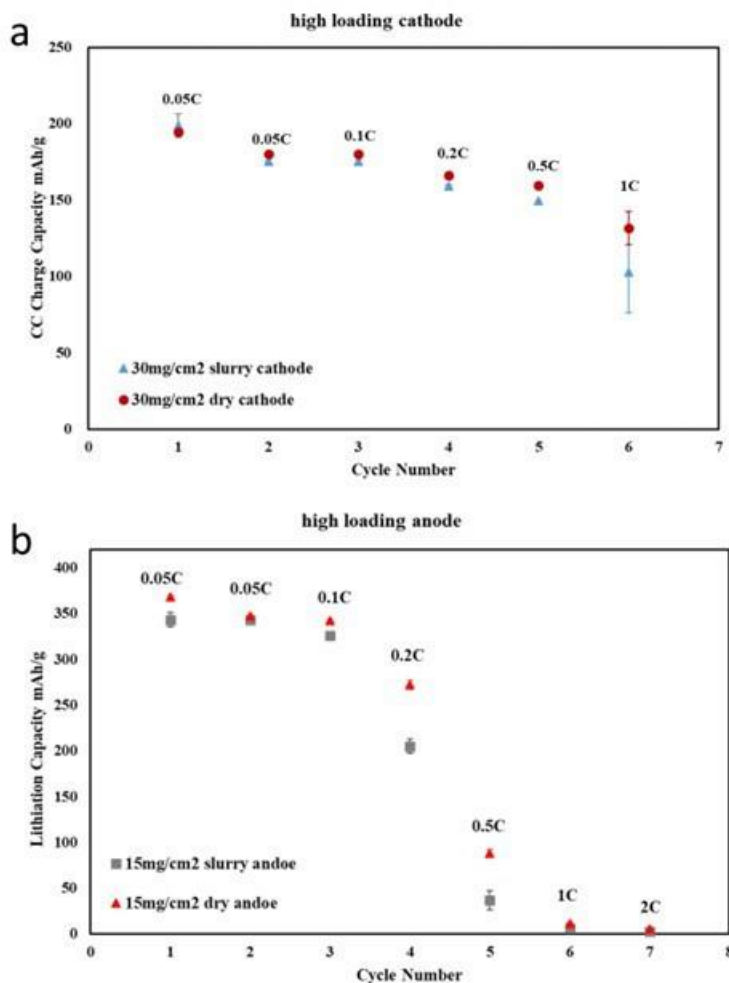 a
high loading cathode
250
200
150
100
50
0
CC Charge Capacity mAh/g
0.05C
0.05C
0.1C
0.2C
0.5C
1C
30mg/cm2 slurry cathode
30mg/cm2 dry cathode
0 1 2 3 4 5 6 7
Cycle Number
b
high loading anode
400
350
300
250
200
150
100
50
0
Lithiation Capacity mAh/g
0.05C
0.05C
0.1C
0.2C
0.5C
1C
2C
15mg/cm2 slurry andoe
15mg/cm2 dry andoe
0 1 2 3 4 5 6 7 8
Cycle Number